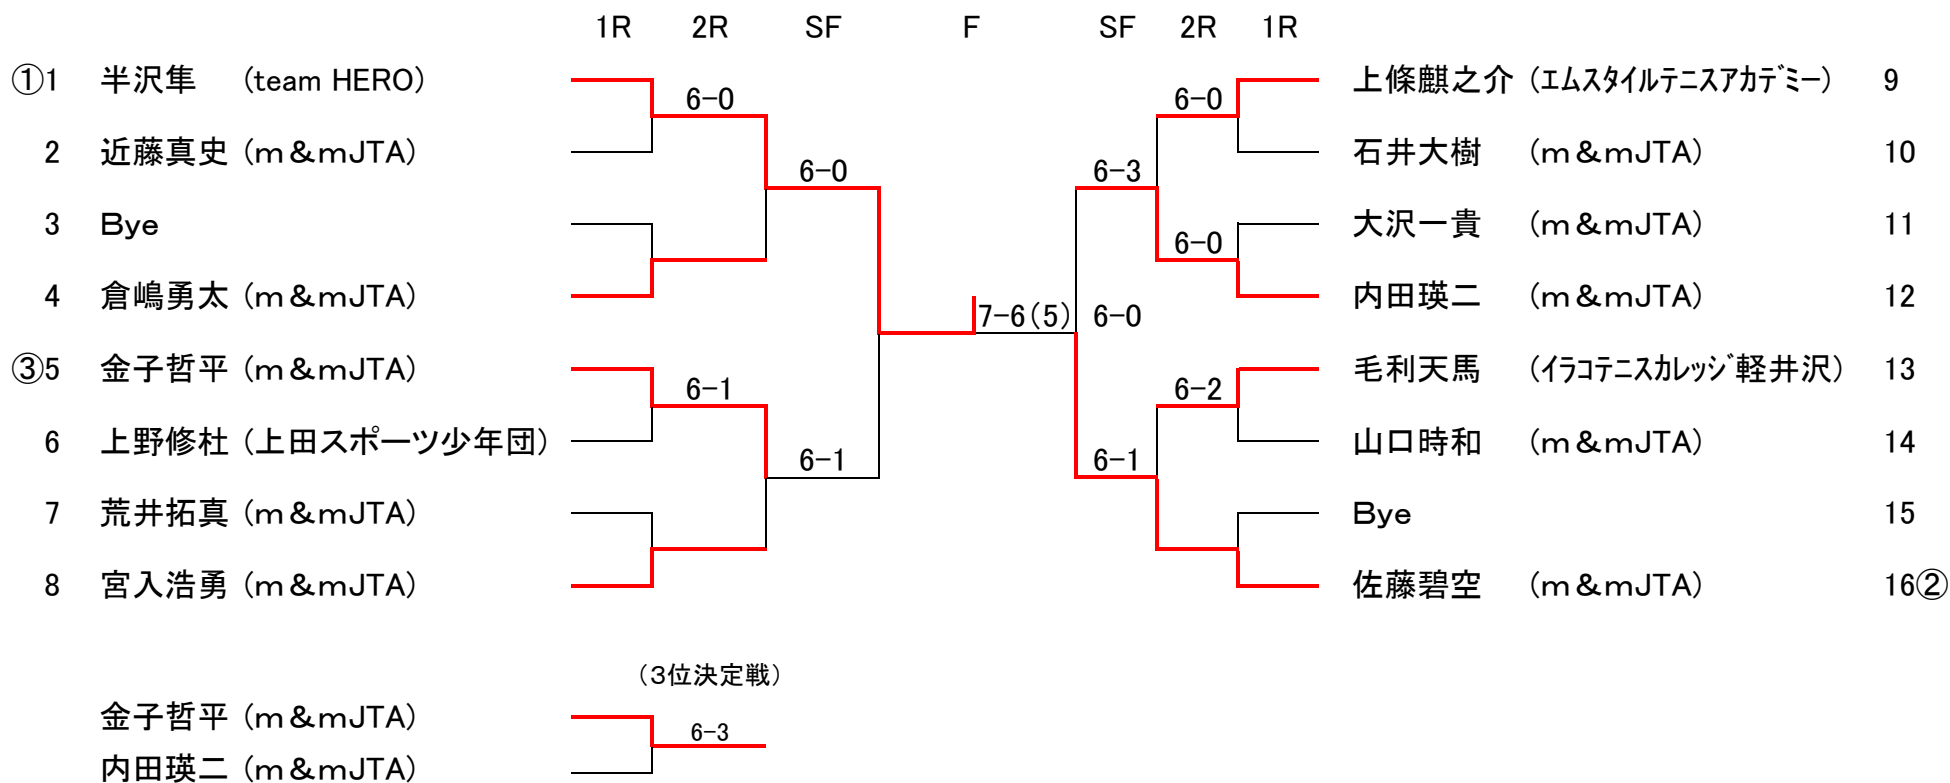 1R 2R SF F SF 2R 1R
①1 半沢隼 (team HERO) 上條麒之介 (エムスタイルテニスアカデミー) 9
6-0 6-0
2 近藤真史 (m&mJTA) 石井大樹 (m&mJTA) 10
6-0 6-3
3 Bye 大沢一貴 (m&mJTA) 11
6-0
4 倉嶋勇太 (m&mJTA) 内田瑛二 (m&mJTA) 12
7-6(5) 6-0
③5 金子哲平 (m&mJTA) 毛利天馬 (イラコテニスカレッジ軽井沢) 13
6-1 6-2
6 上野修杜 (上田スポーツ少年団) 山口時和 (m&mJTA) 14
6-1 6-1
7 荒井拓真 (m&mJTA) Bye 15
8 宮入浩勇 (m&mJTA) 佐藤碧空 (m&mJTA) 16②
(3位決定戦)
金子哲平 (m&mJTA)
6-3
内田瑛二 (m&mJTA)